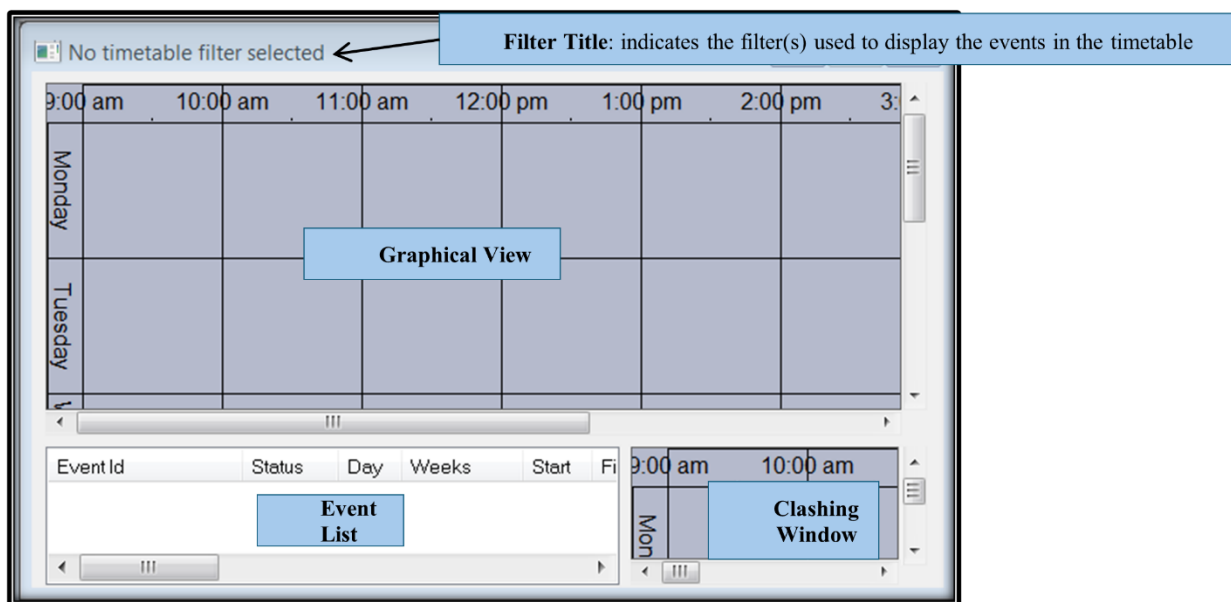 No timetable filter selected
Filter Title: indicates the filter(s) used to display the events in the timetable
9:00 am 10:00 am 11:00 am 12:00 pm 1:00 pm 2:00 pm 3:
Monday
Graphical View
Tuesday
Event Id Status Day Weeks Start Fi
9:00 am 10:00 am
Event
List
Mon
Clashing
Window